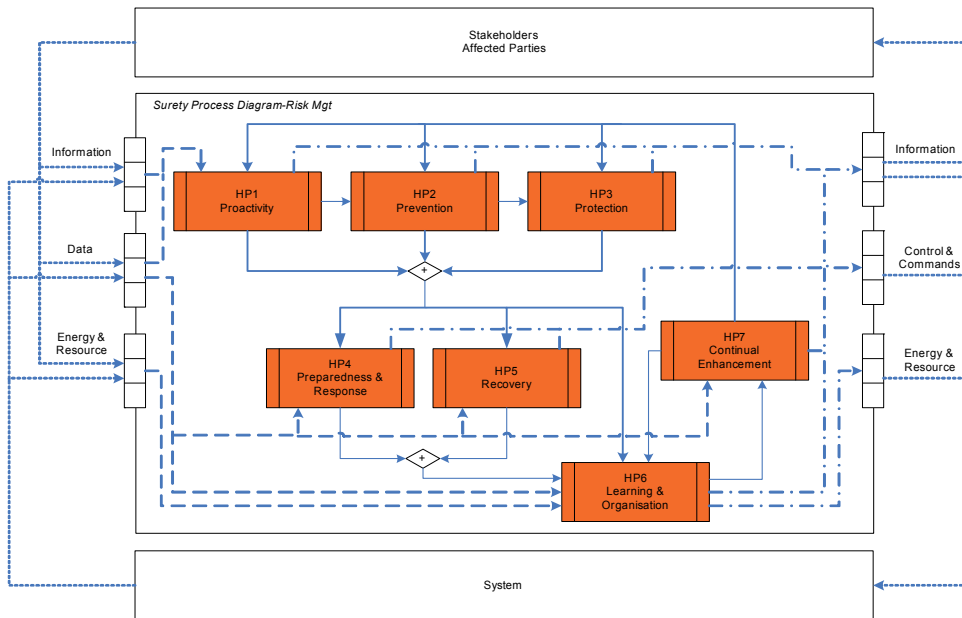 Stakeholders
Affected Parties
Surety Process Diagram-Risk Mgt
Information
Data
Energy &
Resource
HP1
Proactivity
HP2
Prevention
HP3
Protection
+
HP4
Preparedness &
Response
HP5
Recovery
HP7
Continual
Enhancement
+
HP6
Learning &
Organisation
Information
Control &
Commands
Energy &
Resource
System